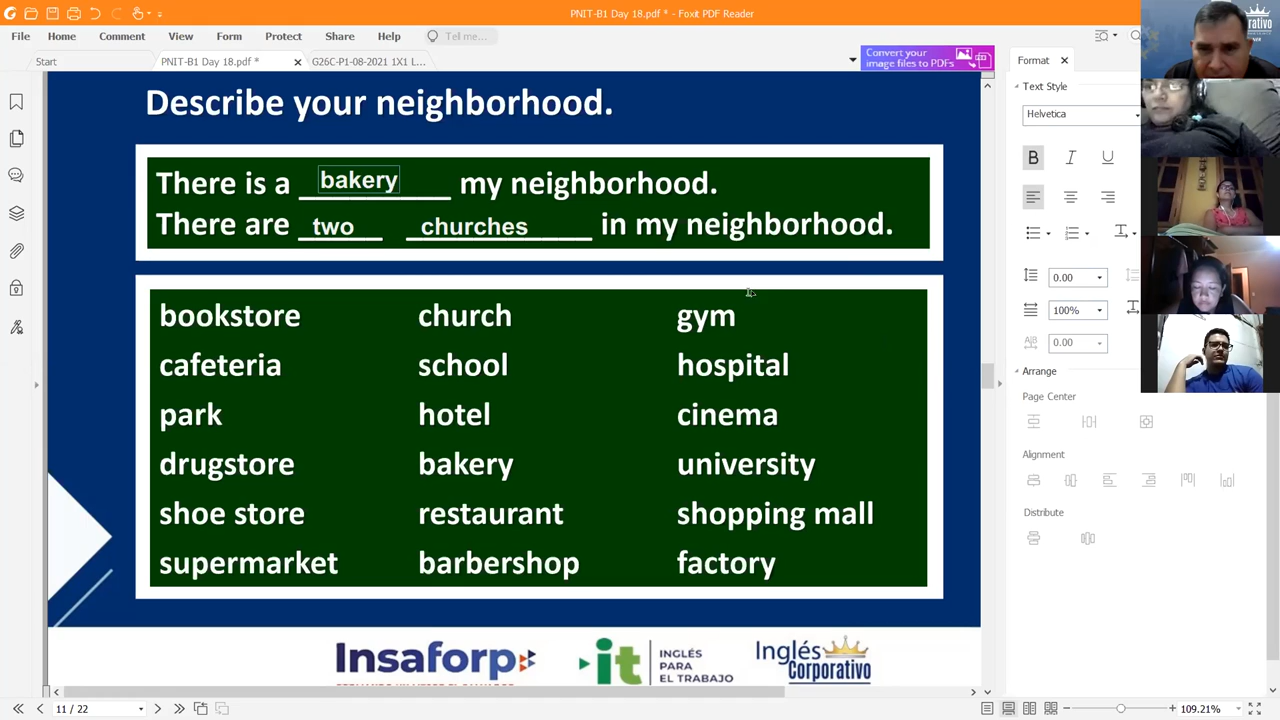 PNIT-B1 Day 18.pdf * - Foxit PDF Reader
File Home Comment View Form Protect Share Help Tell me...
Start PNIT-B1 Day 18.pdf * G26C-P1-08-2021 1X1 L...
Convert your
image files to PDFs
Describe your neighborhood.
There is a bakery my neighborhood.
There are two churches in my neighborhood.
bookstore church gym
cafeteria school hospital
park hotel cinema
drugstore bakery university
shoe store restaurant shopping mall
supermarket barbershop factory
Insaforp
it INGLÉS
PARA
EL TRABAJO
Inglés
Corporativo
Format
Text Style
Helvetica
B I U
0.00
100%
0.00
Arrange
Page Center
Alignment
Distribute
11 / 22
109.21%